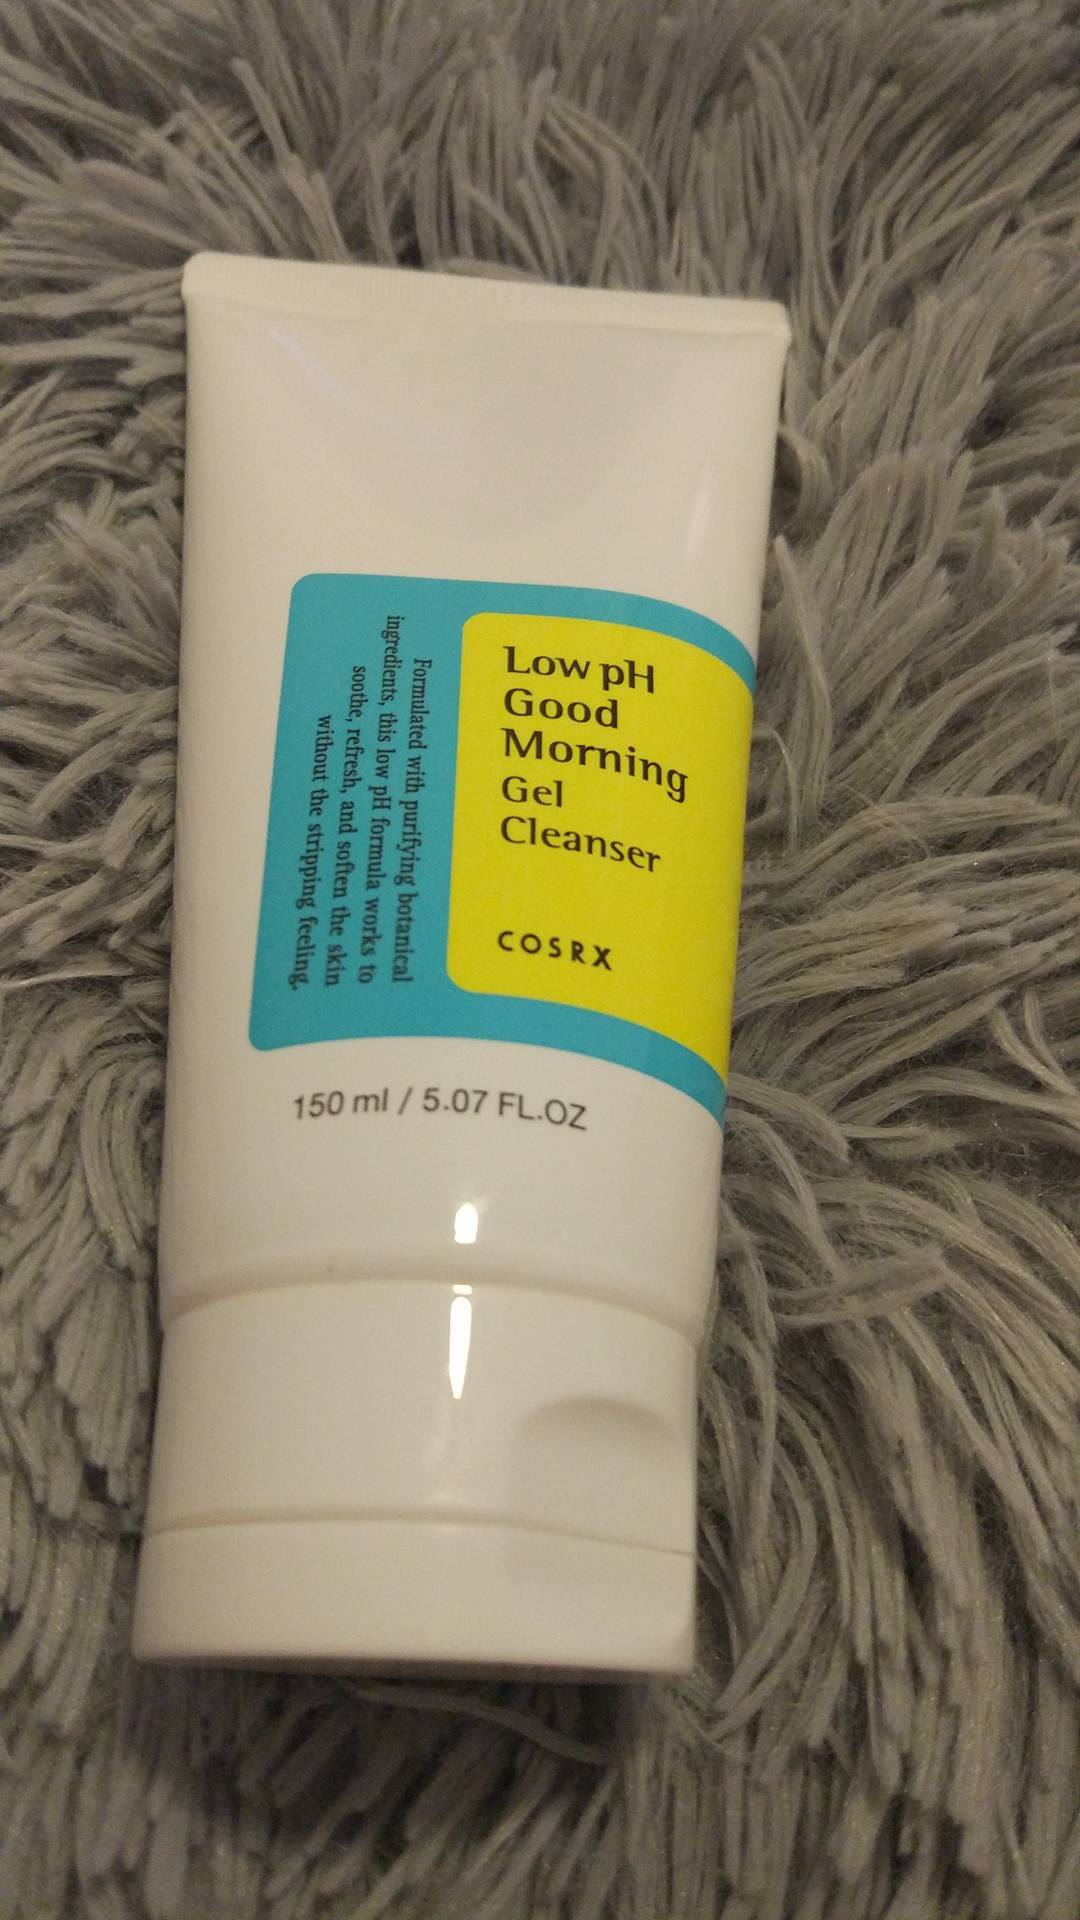 Low pH
Good
Morning
Gel
Cleanser
COSRX
Formulated with purifying botanical
ingredients, this low pH formula works to
soothe, refresh, and soften the skin
without the stripping feeling.
150 ml / 5.07 FL.OZ